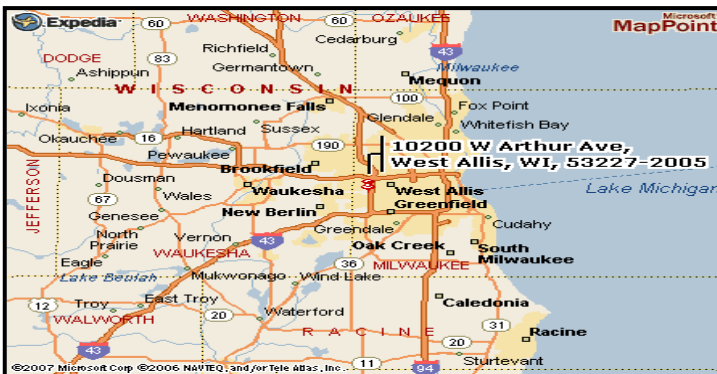 Expedia
WASHINGTON
OZAUKEE
Microsoft
MapPoint
60
60
Cedarburg
Richfield
43
DODGE
83
Germantown
Milwaukee
Ashippun
Mequon
WISCONSIN
100
Menomonee Falls
Ixonia
Fox Point
Glendale
Okauchee
16
Hartland
Sussex
Whitefish Bay
190
10200 W Arthur Ave,
West Allis, WI, 53227-2005
Pewaukee
Brookfield
JEFFERSON
Dousman
Waukesha
West Allis
Lake Michigan
67
Wales
New Berlin
Greenfield
Genesee
Cudahy
North
Prairie
Vernon
43
Greendale
Oak Creek
South
Milwaukee
WAUKESHA
Eagle
36
MILWAUKEE
Lake Beulah
Mukwonago
Wind Lake
12
Troy
East Troy
Caledonia
20
Waterford
WALWORTH
RACINE
31
Racine
43
20
Sturtevant
11
94
©2007 Microsoft Corp ©2006 NAVTEQ, and/or Tele Atlas, Inc.